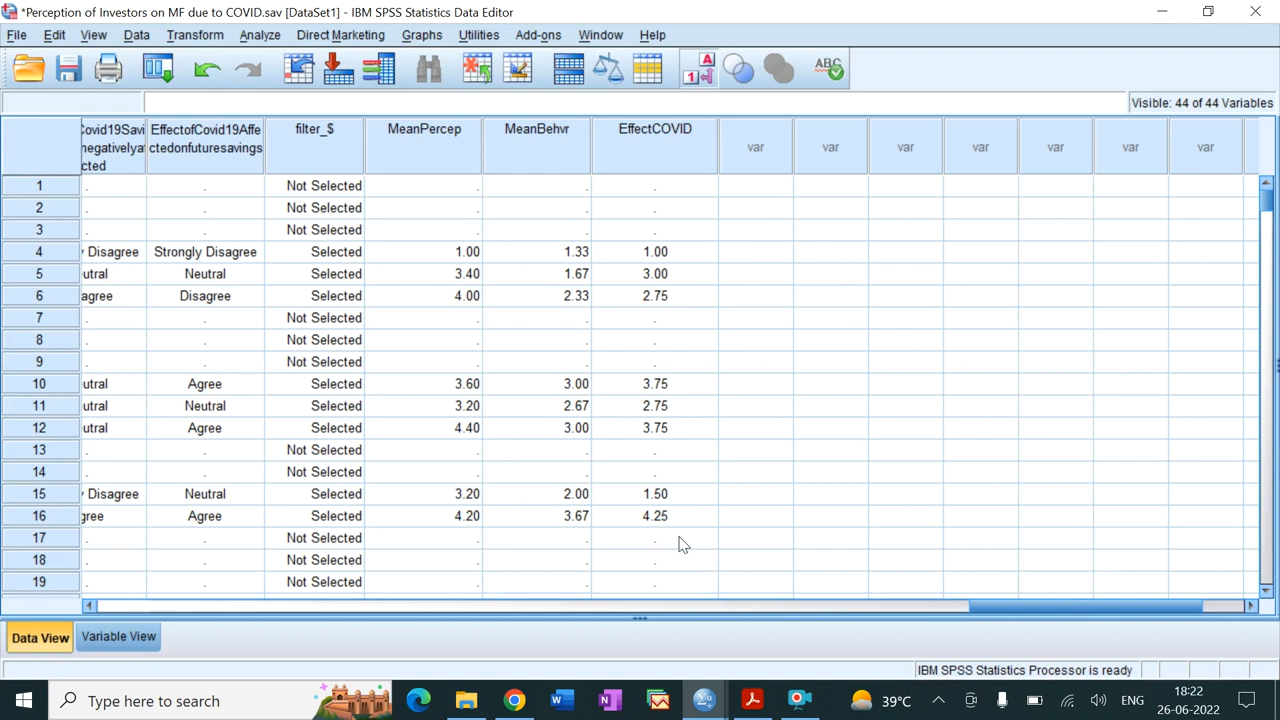 *Perception of Investors on MF due to COVID.sav [DataSet1] - IBM SPSS Statistics Data Editor
File Edit View Data Transform Analyze Direct Marketing Graphs Utilities Add-ons Window Help
Visible: 44 of 44 Variables
Covid19Savi EffectofCovid19Affe filter_$ MeanPercep MeanBehvr EffectCOVID
negativelyat ctedonfuturesavings var var var var var var var
cted
1 . . Not Selected . . .
2 . . Not Selected . . .
3 . . Not Selected . . .
4 y Disagree Strongly Disagree Selected 1.00 1.33 1.00
5 utral Neutral Selected 3.40 1.67 3.00
6 agree Disagree Selected 4.00 2.33 2.75
7 . . Not Selected . . .
8 . . Not Selected . . .
9 . . Not Selected . . .
10 utral Agree Selected 3.60 3.00 3.75
11 utral Neutral Selected 3.20 2.67 2.75
12 utral Agree Selected 4.40 3.00 3.75
13 . . Not Selected . . .
14 . . Not Selected . . .
15 y Disagree Neutral Selected 3.20 2.00 1.50
16 gree Agree Selected 4.20 3.67 4.25
17 . . Not Selected . . .
18 . . Not Selected . . .
19 . . Not Selected . . .
Data View Variable View
IBM SPSS Statistics Processor is ready
Type here to search 39°C ENG 18:22
26-06-2022